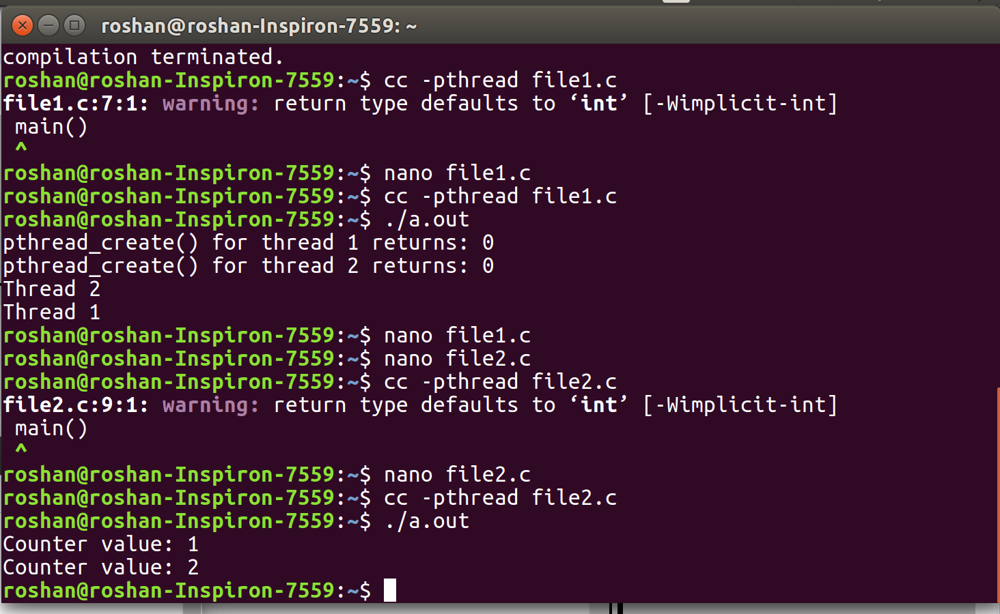 roshan@roshan-Inspiron-7559: ~
compilation terminated.
roshan@roshan-Inspiron-7559:~$ cc -pthread file1.c
file1.c:7:1: warning: return type defaults to ‘int’ [-Wimplicit-int]
 main()
 ^
roshan@roshan-Inspiron-7559:~$ nano file1.c
roshan@roshan-Inspiron-7559:~$ cc -pthread file1.c
roshan@roshan-Inspiron-7559:~$ ./a.out
pthread_create() for thread 1 returns: 0
pthread_create() for thread 2 returns: 0
Thread 2
Thread 1
roshan@roshan-Inspiron-7559:~$ nano file1.c
roshan@roshan-Inspiron-7559:~$ nano file2.c
roshan@roshan-Inspiron-7559:~$ cc -pthread file2.c
file2.c:9:1: warning: return type defaults to ‘int’ [-Wimplicit-int]
 main()
 ^
roshan@roshan-Inspiron-7559:~$ nano file2.c
roshan@roshan-Inspiron-7559:~$ cc -pthread file2.c
roshan@roshan-Inspiron-7559:~$ ./a.out
Counter value: 1
Counter value: 2
roshan@roshan-Inspiron-7559:~$